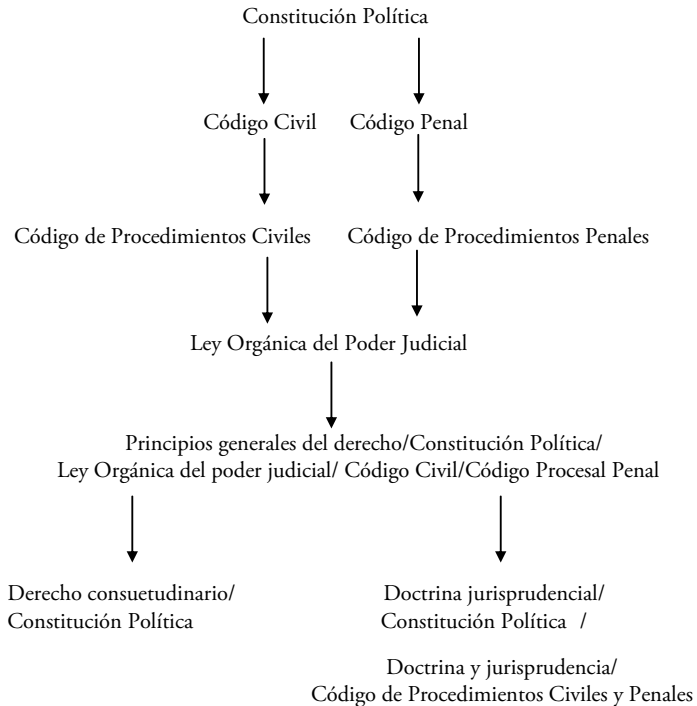 Constitución Política
Código Civil Código Penal
Código de Procedimientos Civiles Código de Procedimientos Penales
Ley Orgánica del Poder Judicial
Principios generales del derecho/Constitución Política/
Ley Orgánica del poder judicial/ Código Civil/Código Procesal Penal
Derecho consuetudinario/
Constitución Política
Doctrina jurisprudencial/
Constitución Política /
Doctrina y jurisprudencia/
Código de Procedimientos Civiles y Penales